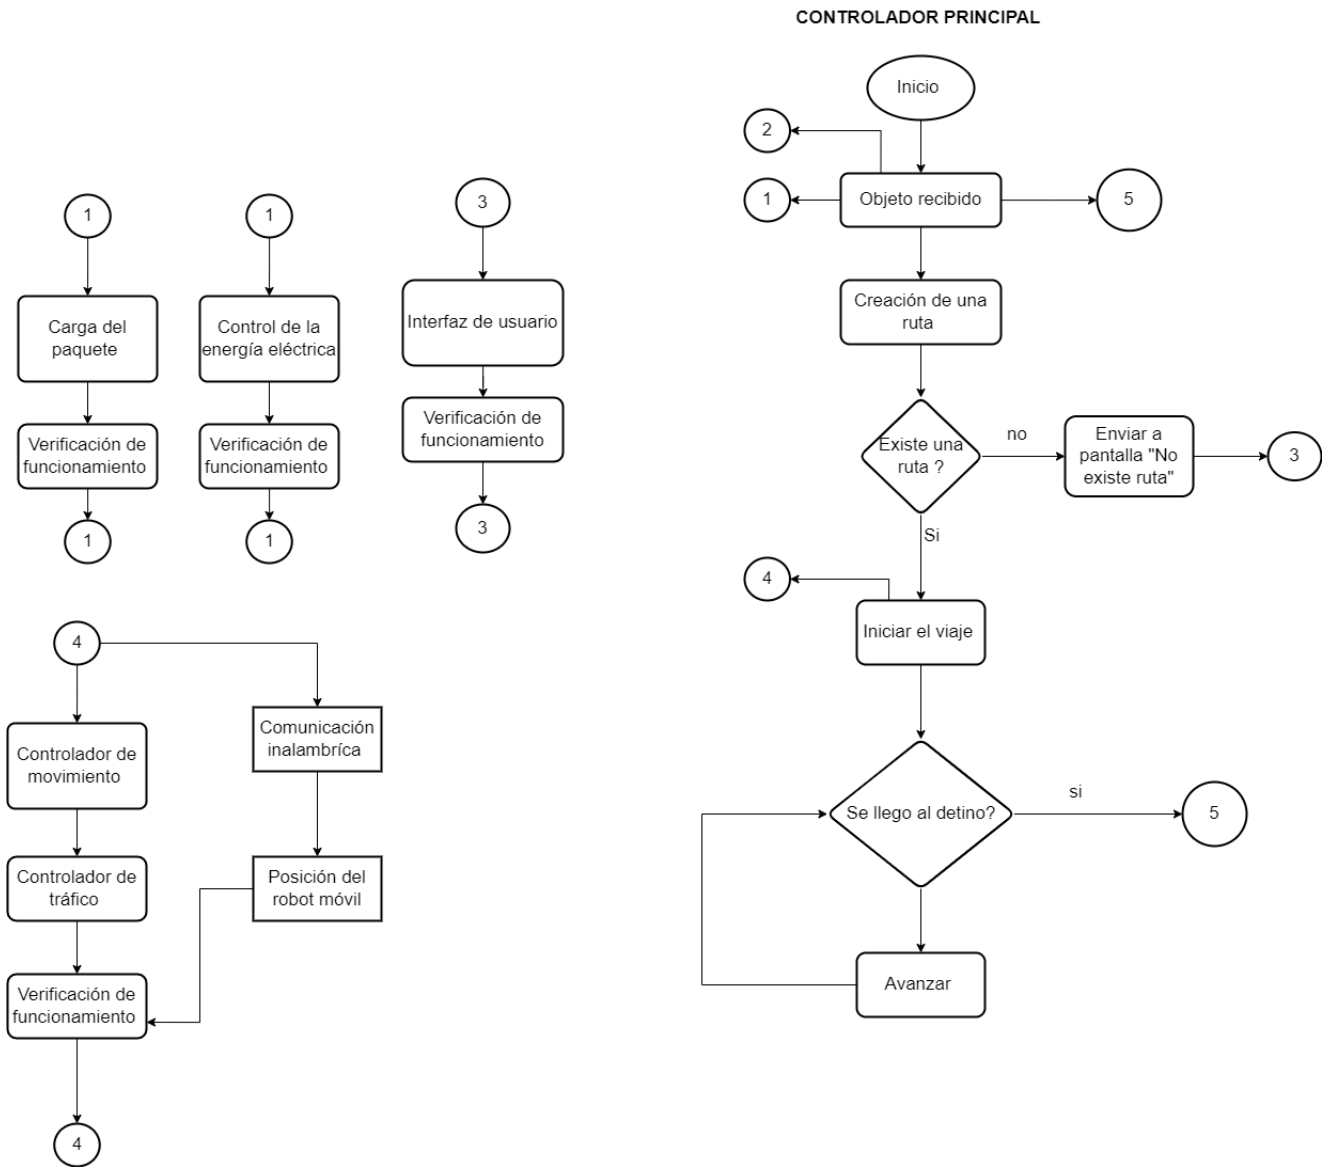 CONTROLADOR PRINCIPAL
Inicio
2
1
Objeto recibido
5
Creación de una
ruta
Existe una
ruta ?
no
Enviar a
pantalla "No
existe ruta"
3
Si
4
Iniciar el viaje
Se llego al detino?
si
5
Avanzar
1
Carga del
paquete
Verificación de
funcionamiento
1
1
Control de la
energía eléctrica
Verificación de
funcionamiento
1
3
Interfaz de usuario
Verificación de
funcionamiento
3
4
Controlador de
movimiento
Controlador de
tráfico
Verificación de
funcionamiento
4
Comunicación
inalambríca
Posición del
robot móvil